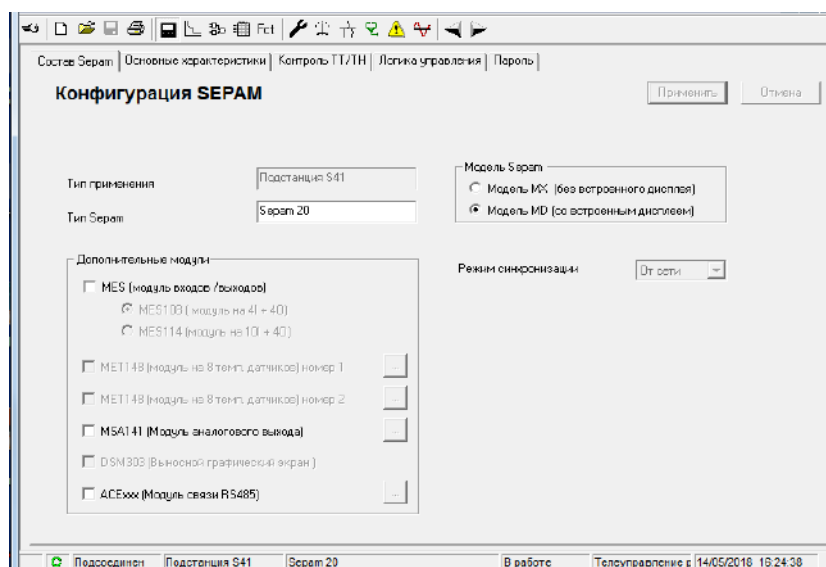 Fct
Состав Sepam Основные характеристики Контроль ТТ/ТН Логика управления Пароль
Конфигурация SEPAM
Применить Отмена
Тип применения
Подстанция S41
Тип Sepam
Sepam 20
Модель Sepam
Модель MX (без встроенного дисплея)
Модель MD (со встроенным дисплеем)
Режим синхронизации
От сети
Дополнительные модули
MES (модуль входов /выходов)
MES108 ( модуль на 4I + 4O)
MES114 (модуль на 10I + 4O)
MET148 (модуль на 8 темп. датчиков) номер 1
...
MET148 (модуль на 8 темп. датчиков) номер 2
...
MSA141 (Модуль аналогового выхода)
...
DSM303 (Выносной графический экран )
ACExxx (Модуль связи RS485)
...
Подсоединен Подстанция S41 Sepam 20 В работе Телеуправление р 14/05/2018 16:24:38